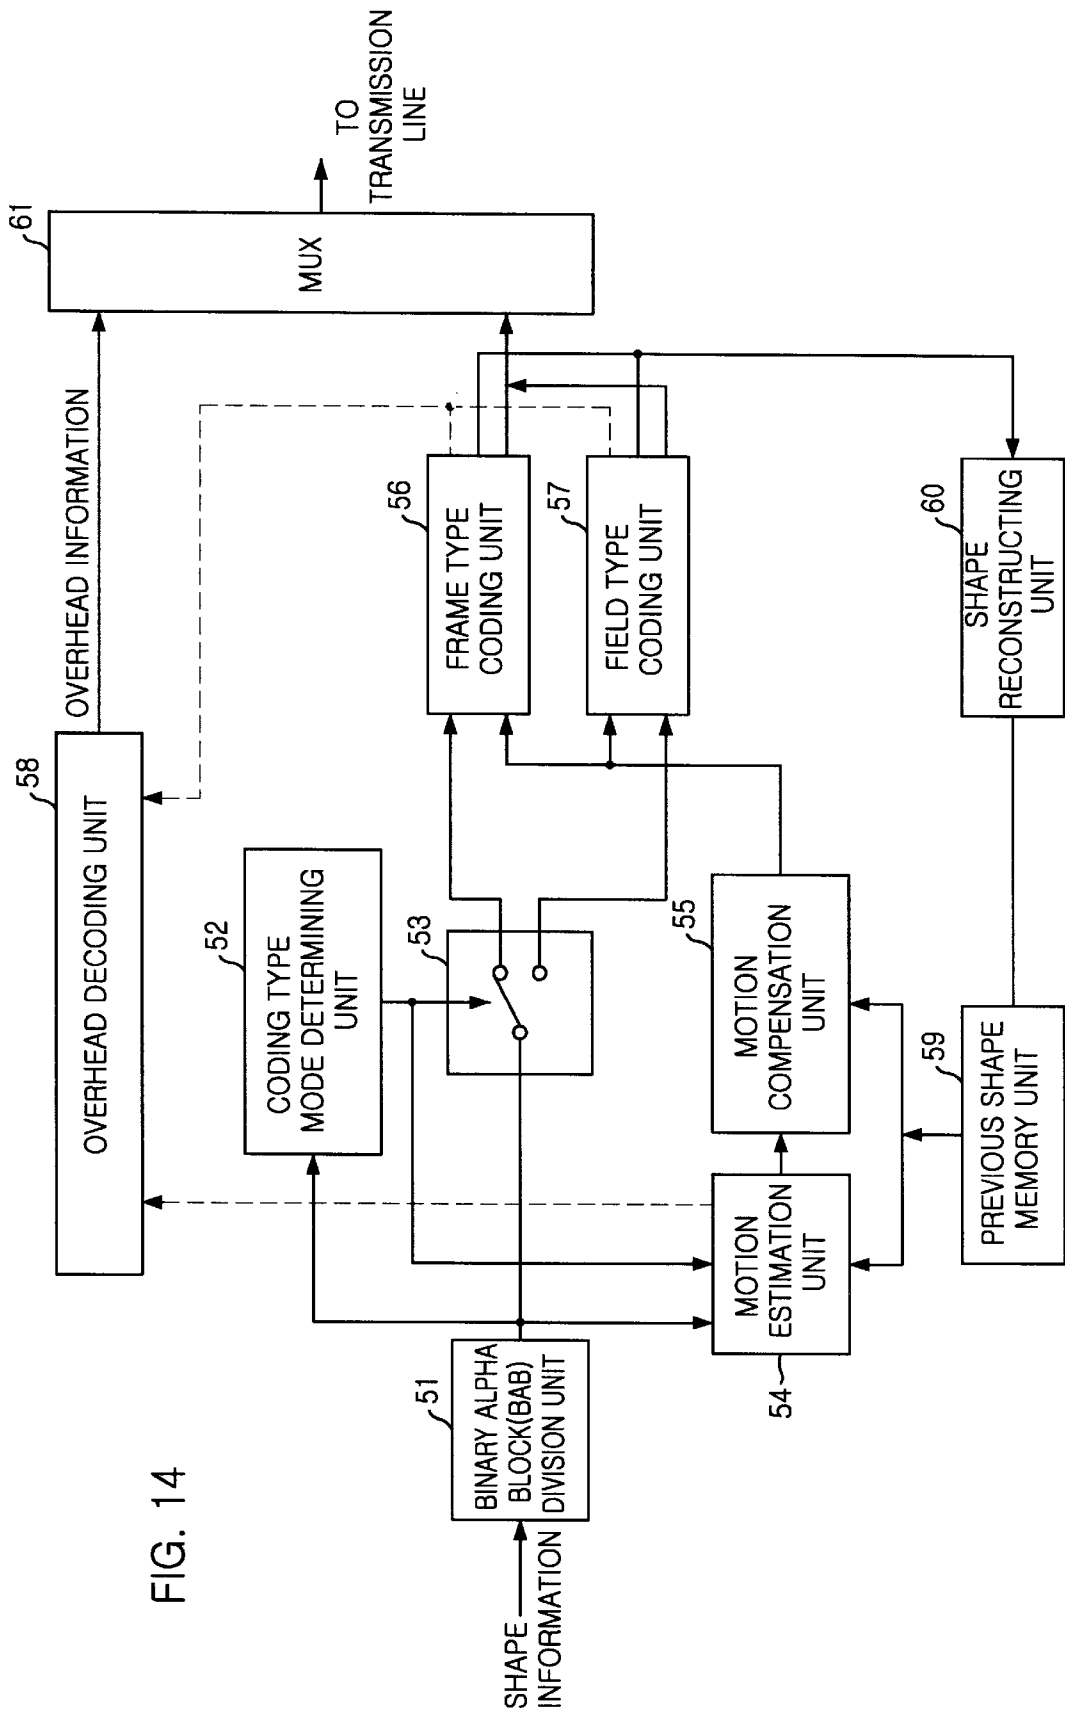 FIG. 14
SHAPE
INFORMATION
51
BINARY ALPHA
BLOCK(BAB)
DIVISION UNIT
52
CODING TYPE
MODE DETERMINING
UNIT
53
54
MOTION
ESTIMATION
UNIT
55
MOTION
COMPENSATION
UNIT
56
FRAME TYPE
CODING UNIT
57
FIELD TYPE
CODING UNIT
58
OVERHEAD DECODING UNIT
OVERHEAD INFORMATION
59
PREVIOUS SHAPE
MEMORY UNIT
60
SHAPE
RECONSTRUCTING
UNIT
61
MUX
TO
TRANSMISSION
LINE